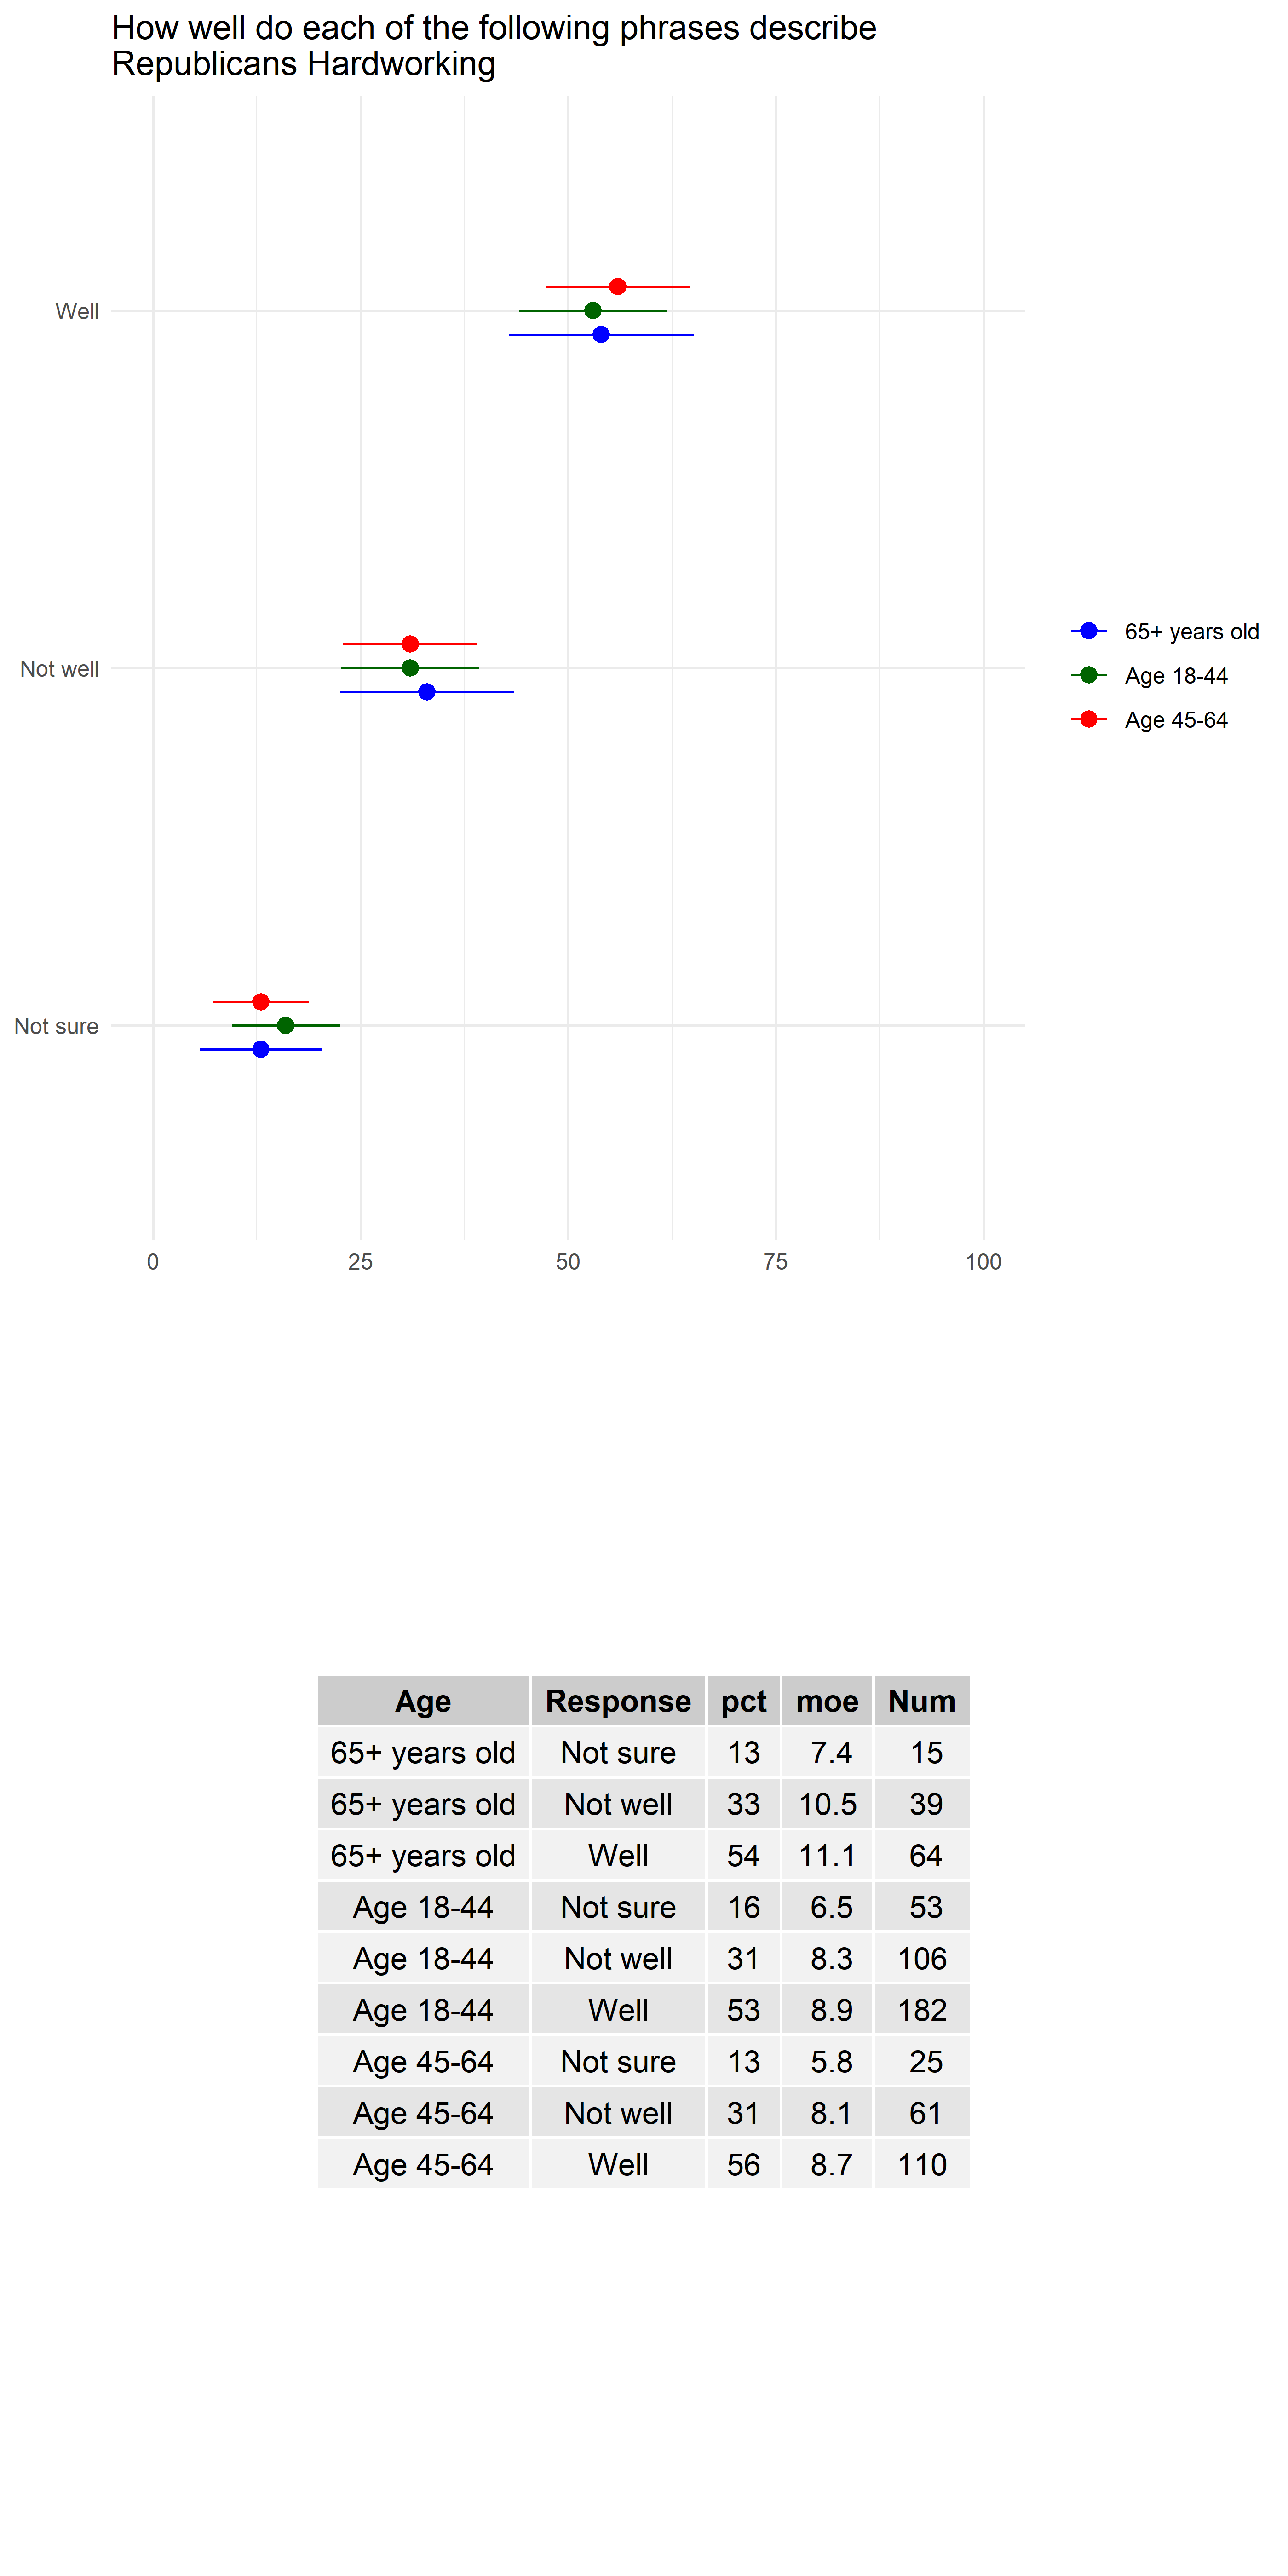 How well do each of the following phrases describe
Republicans Hardworking
Well
Not well
Not sure
0 25 50 75 100
65+ years old
Age 18-44
Age 45-64
Age Response pct moe Num
65+ years old Not sure 13 7.4 15
65+ years old Not well 33 10.5 39
65+ years old Well 54 11.1 64
Age 18-44 Not sure 16 6.5 53
Age 18-44 Not well 31 8.3 106
Age 18-44 Well 53 8.9 182
Age 45-64 Not sure 13 5.8 25
Age 45-64 Not well 31 8.1 61
Age 45-64 Well 56 8.7 110